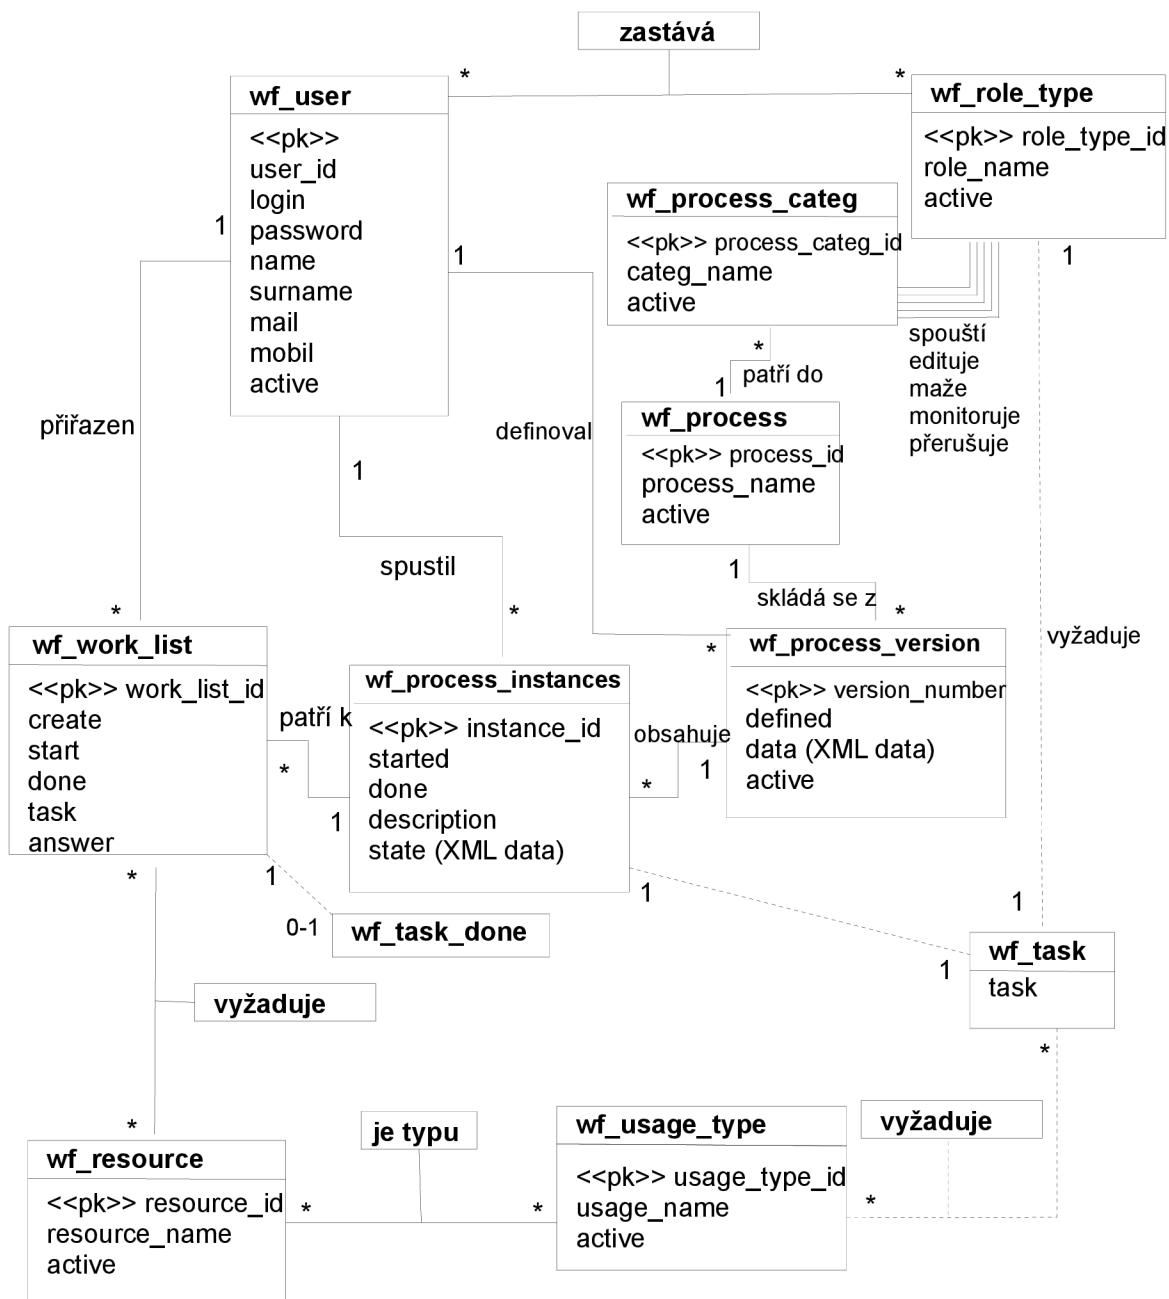 zastává
*
*
wf_user
<<pk>>
user_id
login
password
name
surname
mail
mobil
active
wf_role_type
<<pk>> role_type_id
role_name
active
wf_process_categ
<<pk>> process_categ_id
categ_name
active
1
1
1
spouští
edituje
maže
monitoruje
přerušuje
*
patří do
1
přiřazen
definoval
wf_process
<<pk>> process_id
process_name
active
1
spustil
1
skládá se z
*
*
*
*
vyžaduje
wf_work_list
<<pk>> work_list_id
create
start
done
task
answer
wf_process_instances
<<pk>> instance_id
started
done
description
state (XML data)
wf_process_version
<<pk>> version_number
defined
data (XML data)
active
patří k
*
1
obsahuje
*
1
*
1
0-1
wf_task_done
1
1
1
wf_task
task
vyžaduje
*
*
wf_resource
<<pk>> resource_id
resource_name
active
je typu
*
*
wf_usage_type
<<pk>> usage_type_id
usage_name
active
vyžaduje
*